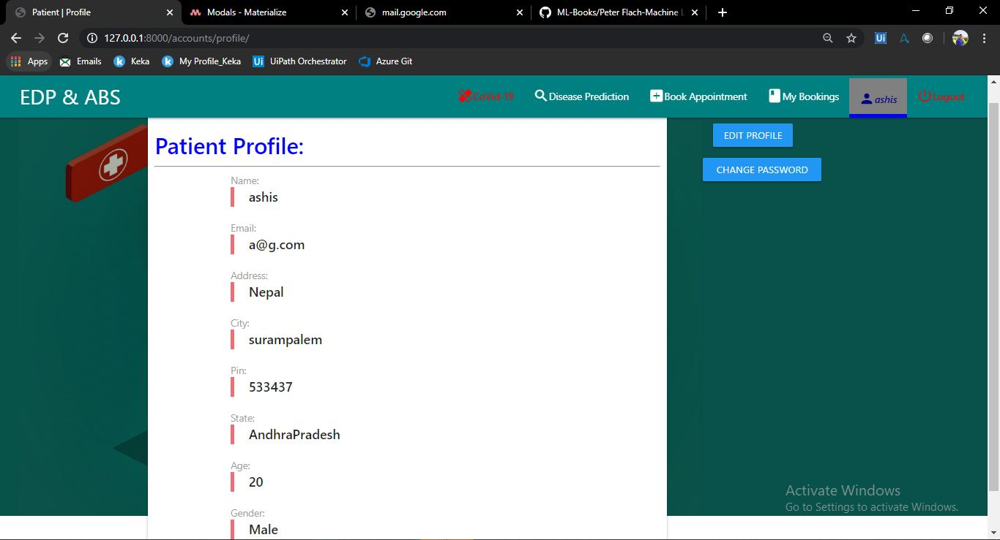 Patient | Profile
Modals - Materialize
mail.google.com
ML-Books/Peter Flach-Machine
127.0.0.1:8000/accounts/profile/
Apps
Emails
Keka
My Profile_Keka
Ui UiPath Orchestrator
Azure Git
Ui
EDP & ABS
CoVid-19
Disease Prediction
Book Appointment
My Bookings
ashis
Logout
Patient Profile:
EDIT PROFILE
CHANGE PASSWORD
Name:
ashis
Email:
a@g.com
Address:
Nepal
City:
surampalem
Pin:
533437
State:
AndhraPradesh
Age:
20
Gender:
Male
Activate Windows
Go to Settings to activate Windows.